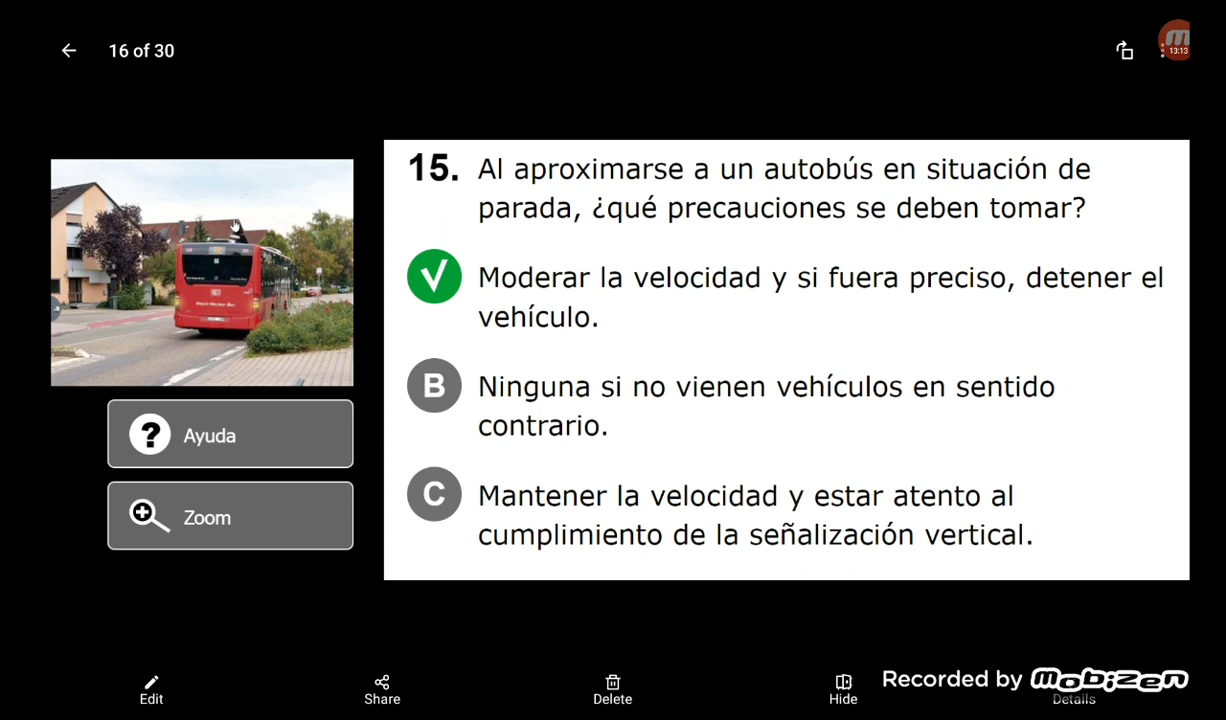 16 of 30
13:13
15. Al aproximarse a un autobús en situación de
parada, ¿qué precauciones se deben tomar?
Moderar la velocidad y si fuera preciso, detener el
vehículo.
B Ninguna si no vienen vehículos en sentido
contrario.
C Mantener la velocidad y estar atento al
cumplimiento de la señalización vertical.
? Ayuda
Zoom
Recorded by mobizen
Edit
Share
Delete
Hide
Details